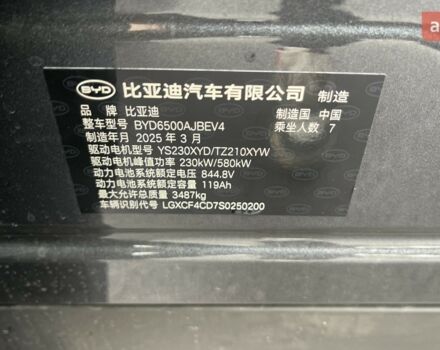 BYD 比亚迪汽车有限公司 制造
品 牌 比亚迪 制造国 中国
整车型号 BYD6500AJBEV4 乘坐人数 7
制造年月 2025 年 3 月
驱动电机型号 YS230XYD/TZ210XYW
驱动电机峰值功率 230kW/580kW
动力电池系统额定电压 844.8V
动力电池系统额定容量 119Ah
最大允许总质量 3487kg
车辆识别代号 LGXCF4CD7S0250200